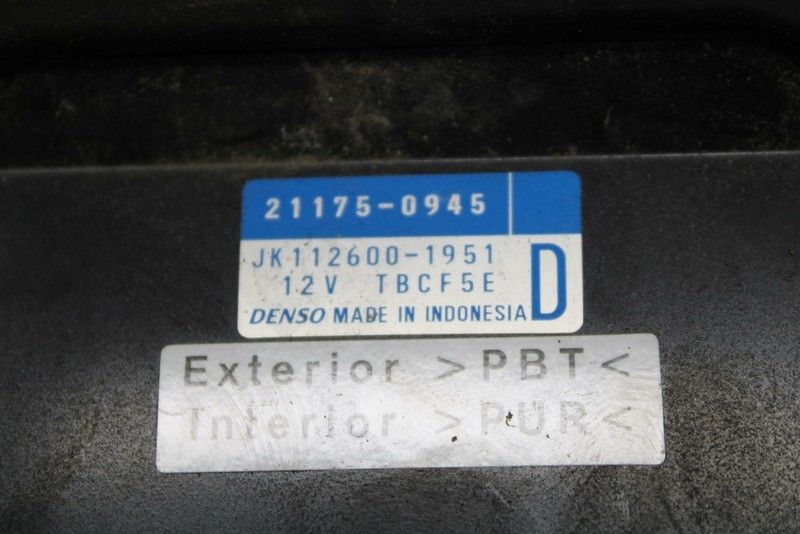 21175-0945
JK112600-1951
12V TBCF5E
D
DENSO MADE IN INDONESIA
Exterior >PBT<
Interior >PUR<